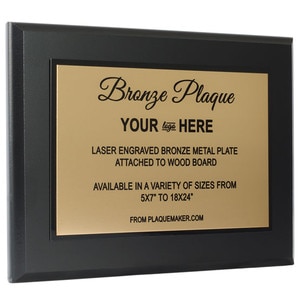 Bronze Plaque
YOUR logo HERE
LASER ENGRAVED BRONZE METAL PLATE
ATTACHED TO WOOD BOARD
AVAILABLE IN A VARIETY OF SIZES FROM
5X7" TO 18X24"
FROM PLAQUEMAKER.COM